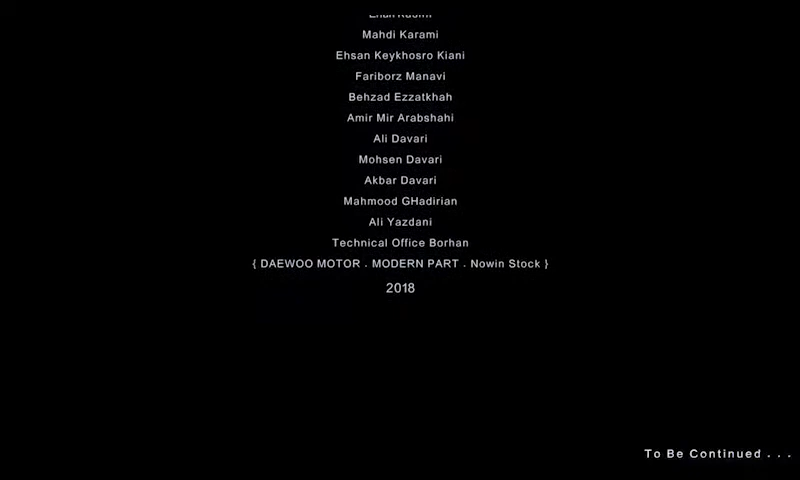 Mahdi Karami
Ehsan Keykhosro Kiani
Fariborz Manavi
Behzad Ezzatkhah
Amir Mir Arabshahi
Ali Davari
Mohsen Davari
Akbar Davari
Mahmood GHadirian
Ali Yazdani
Technical Office Borhan
{ DAEWOO MOTOR . MODERN PART . Nowin Stock }
2018
To Be Continued . . .